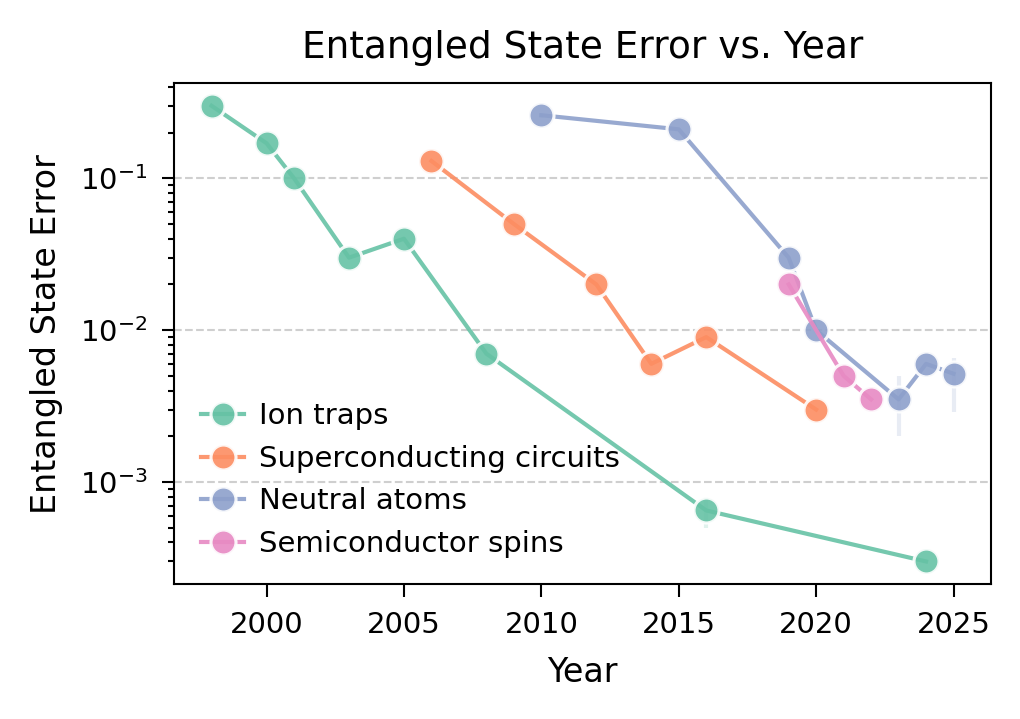 Entangled State Error vs. Year
Entangled State Error
10⁻¹
10⁻²
10⁻³
Ion traps
Superconducting circuits
Neutral atoms
Semiconductor spins
2000 2005 2010 2015 2020 2025
Year